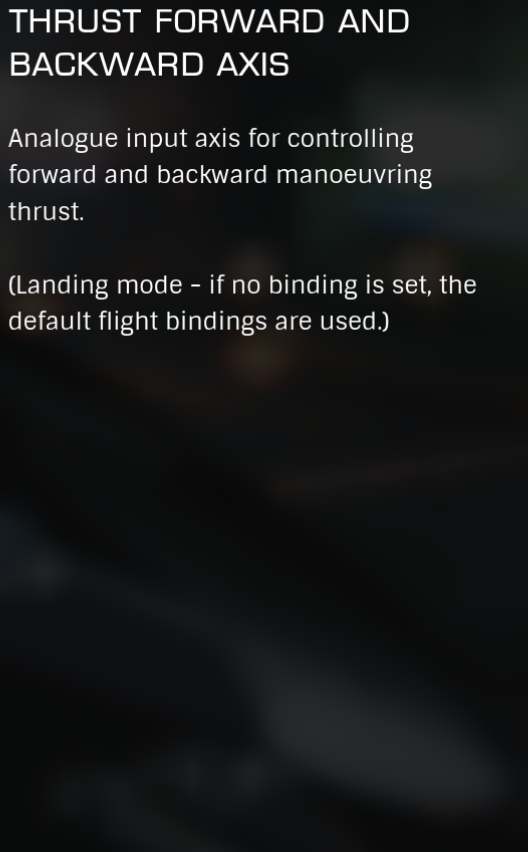 THRUST FORWARD AND
BACKWARD AXIS
Analogue input axis for controlling
forward and backward manoeuvring
thrust.
(Landing mode - if no binding is set, the
default flight bindings are used.)